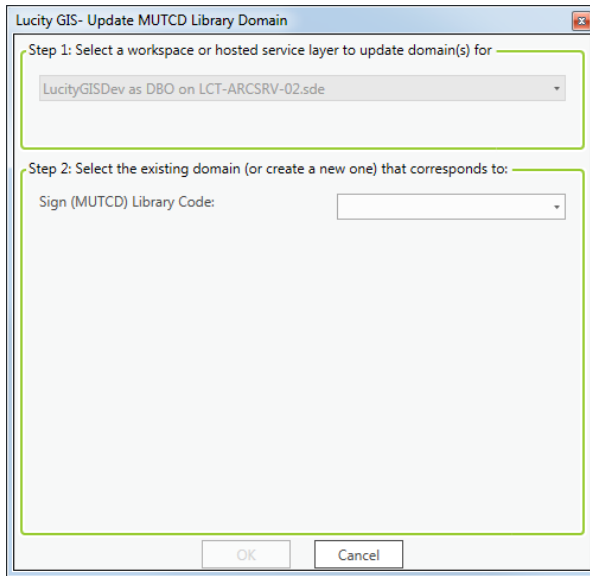 Lucity GIS- Update MUTCD Library Domain
Step 1: Select a workspace or hosted service layer to update domain(s) for
LucityGISDev as DBO on LCT-ARCSRV-02.sde
Step 2: Select the existing domain (or create a new one) that corresponds to:
Sign (MUTCD) Library Code:
OK Cancel